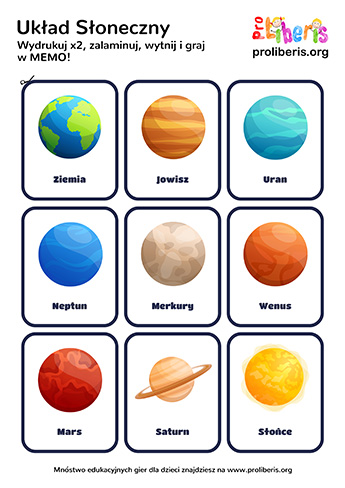 Układ Słoneczny
Wydrukuj x2, zalaminuj, wytnij i graj
w MEMO!
Pro
Liberis
proliberis.org
Ziemia
Jowisz
Uran
Neptun
Merkury
Wenus
Mars
Saturn
Słońce
Mnóstwo edukacyjnych gier dla dzieci znajdziesz na www.proliberis.org